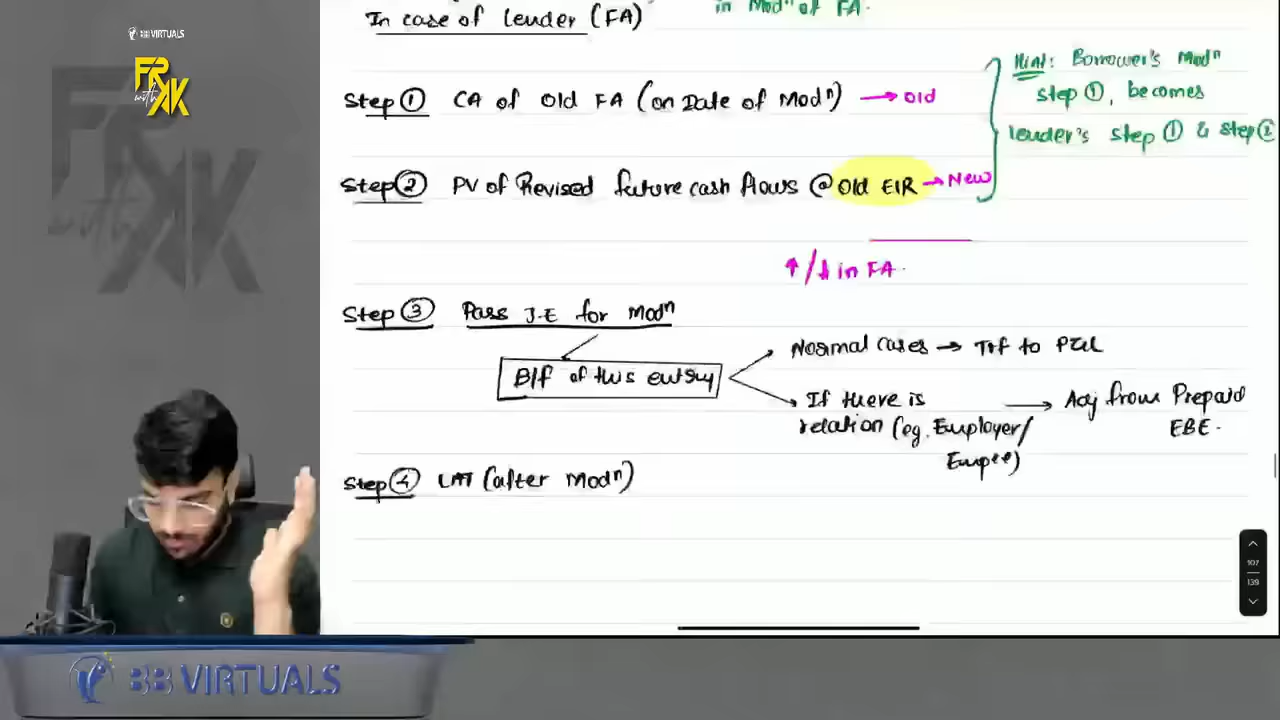 BB VIRTUALS
FR
with
AK
In case of lender (FA)
in Modⁿ of FA.
Step ① CA of Old FA (on Date of Modⁿ) → Old
Step ② PV of Revised future cash flows @ Old EIR → New
Hint: Borrower's Modⁿ
step ①, becomes
lender's step ① & step ②
↑/↓ in FA.
Step ③ Pass J.E for Modⁿ
B/f of this entry
Normal cases → Trf to P&L
If there is
relation (eg. Employer/
Empee)
→ Adj from Prepaid
EBE.
Step ④ LAT (after Modⁿ)
107
139
BB VIRTUALS